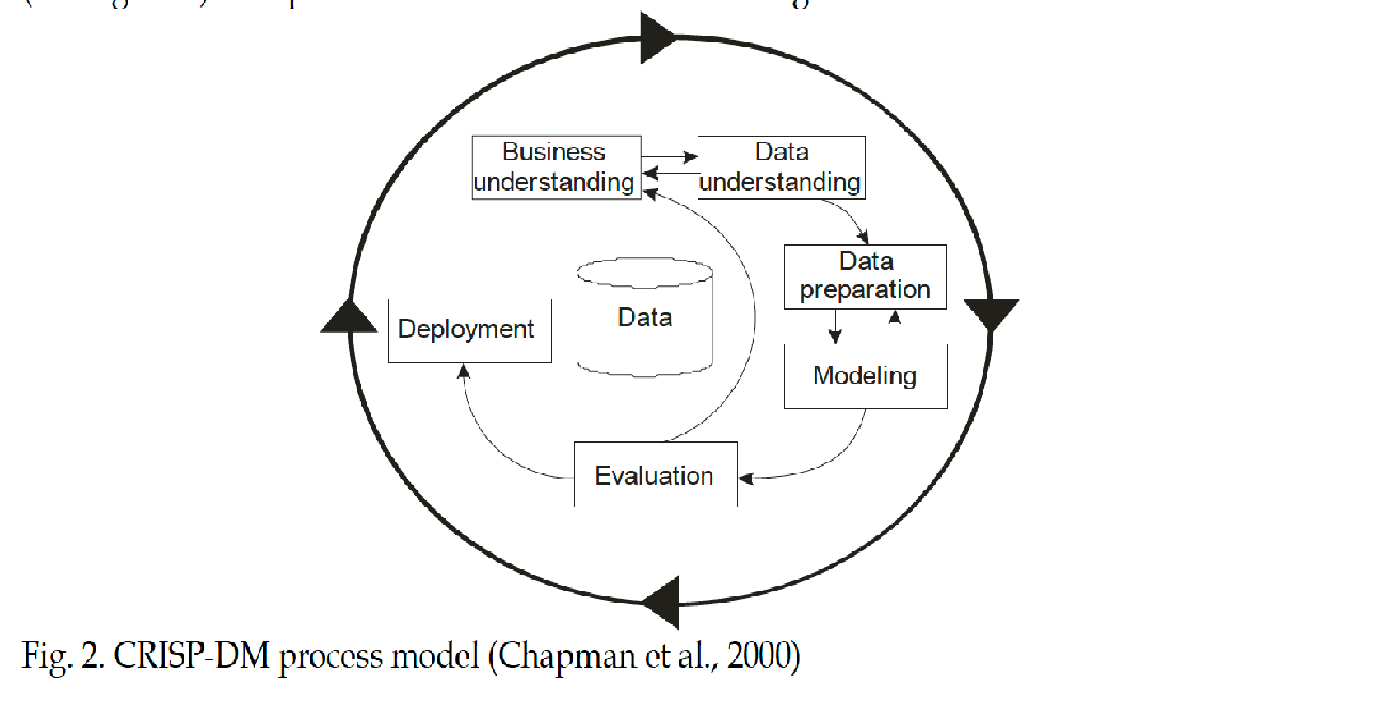 Business
understanding
Data
understanding
Data
preparation
Deployment
Data
Modeling
Evaluation
Fig. 2. CRISP-DM process model (Chapman et al., 2000)